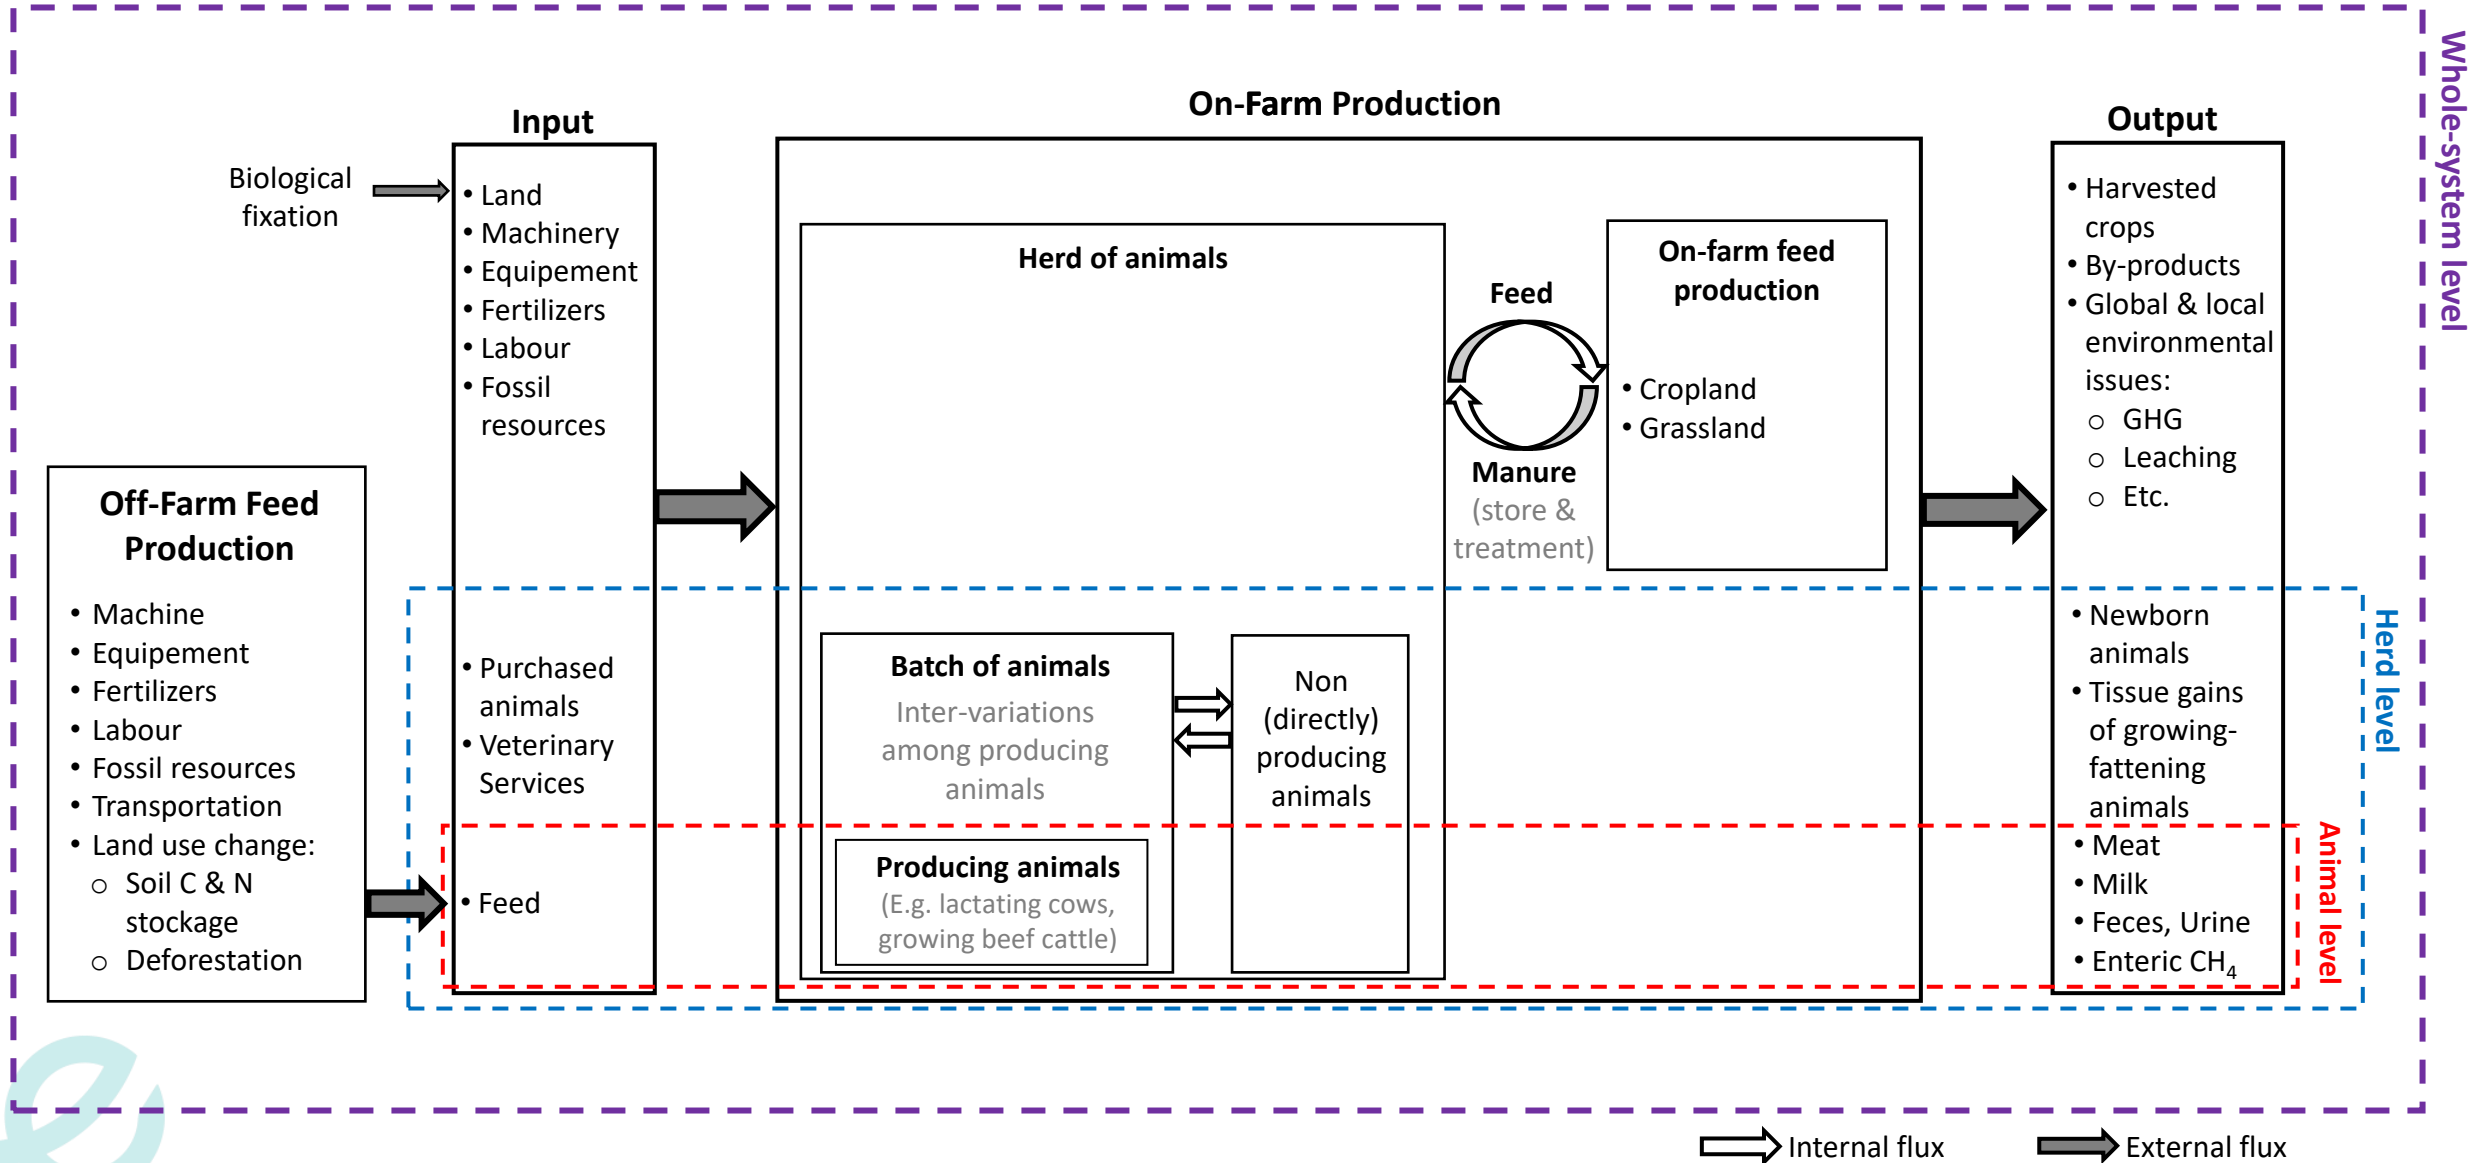 Whole-system level
Input
Biological
fixation
• Land
• Machinery
• Equipement
• Fertilizers
• Labour
• Fossil
resources
• Purchased
animals
• Veterinary
Services
• Feed
Off-Farm Feed
Production
• Machine
• Equipement
• Fertilizers
• Labour
• Fossil resources
• Transportation
• Land use change:
o Soil C & N
stockage
o Deforestation
On-Farm Production
Herd of animals
Batch of animals
Inter-variations
among producing
animals
Producing animals
(E.g. lactating cows,
growing beef cattle)
Non
(directly)
producing
animals
Feed
Manure
(store &
treatment)
On-farm feed
production
• Cropland
• Grassland
Output
• Harvested
crops
• By-products
• Global & local
environmental
issues:
o GHG
o Leaching
o Etc.
• Newborn
animals
• Tissue gains
of growing-
fattening
animals
• Meat
• Milk
• Feces, Urine
• Enteric CH₄
Herd level
Animal level
Internal flux
External flux